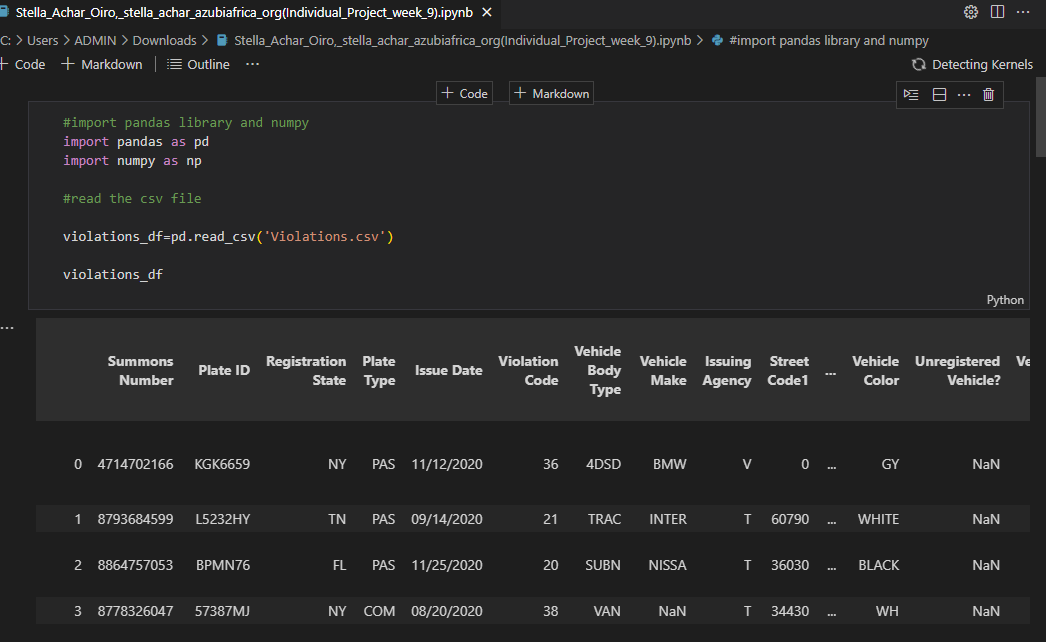 Stella_Achar_Oiro,_stella_achar_azubiafrica_org(Individual_Project_week_9).ipynb
C: > Users > ADMIN > Downloads > Stella_Achar_Oiro,_stella_achar_azubiafrica_org(Individual_Project_week_9).ipynb > #import pandas library and numpy
+ Code + Markdown Outline ... Detecting Kernels
+ Code + Markdown
#import pandas library and numpy
import pandas as pd
import numpy as np
#read the csv file
violations_df=pd.read_csv('Violations.csv')
violations_df
Python
Summons Number Plate ID Registration State Plate Type Issue Date Violation Code Vehicle Body Type Vehicle Make Issuing Agency Street Code1 ... Vehicle Color Unregistered Vehicle? Ve
0 4714702166 KGK6659 NY PAS 11/12/2020 36 4DSD BMW V 0 ... GY NaN
1 8793684599 L5232HY TN PAS 09/14/2020 21 TRAC INTER T 60790 ... WHITE NaN
2 8864757053 BPMN76 FL PAS 11/25/2020 20 SUBN NISSA T 36030 ... BLACK NaN
3 8778326047 57387MJ NY COM 08/20/2020 38 VAN NaN T 34430 ... WH NaN